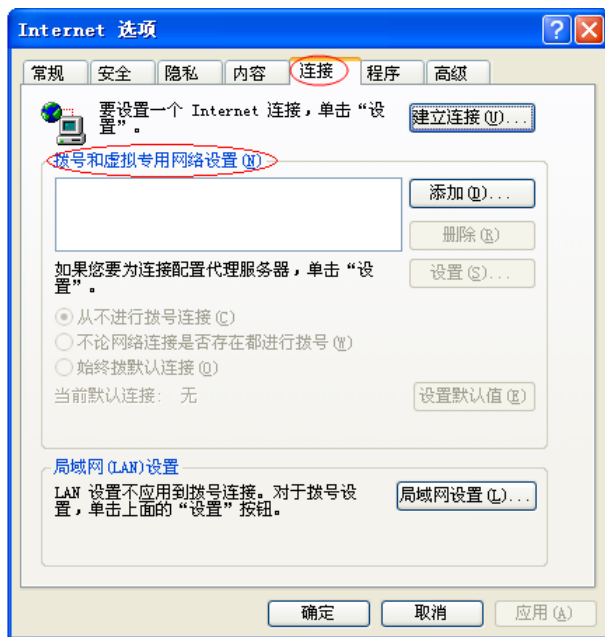 Internet 选项
常规 安全 隐私 内容 连接 程序 高级
要设置一个 Internet 连接，单击“设
置”。
建立连接(U)...
拨号和虚拟专用网络设置(N)
添加(D)...
删除(R)
如果您要为连接配置代理服务器，单击“设
置”。
设置(S)...
从不进行拨号连接(C)
不论网络连接是否存在都进行拨号(W)
始终拨默认连接(O)
当前默认连接: 无
设置默认值(E)
局域网(LAN)设置
LAN 设置不应用到拨号连接。对于拨号设
置，单击上面的“设置”按钮。
局域网设置(L)...
确定 取消 应用(A)